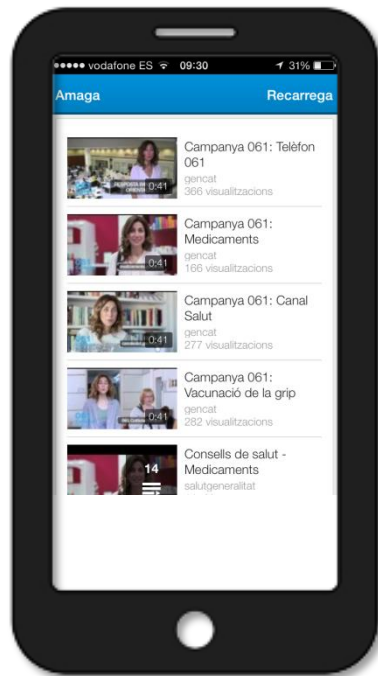 vodafone ES 09:30 31%
Amaga Recarrega
Campanya 061: Telèfon
061
gencat
366 visualitzacions
0:41
Campanya 061:
Medicaments
gencat
166 visualitzacions
0:41
Campanya 061: Canal
Salut
gencat
277 visualitzacions
0:41
Campanya 061:
Vacunació de la grip
gencat
282 visualitzacions
0:41
Consells de salut -
Medicaments
salutgeneralitat
14